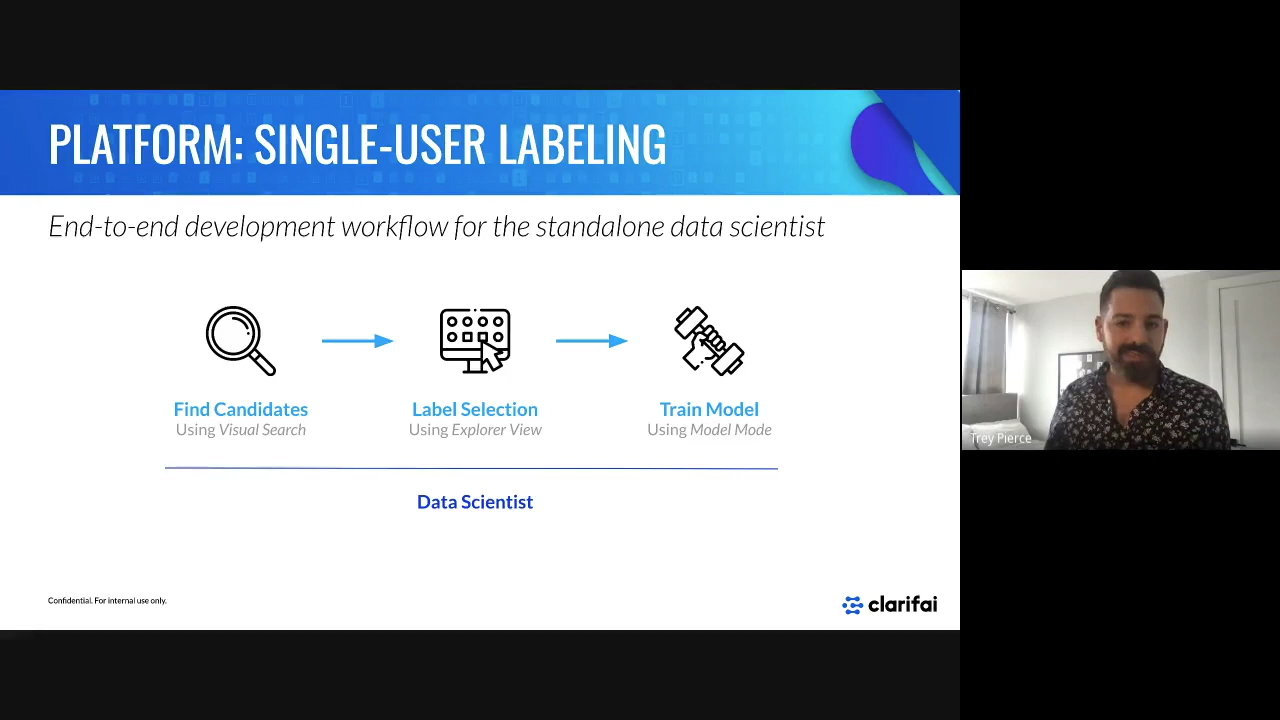 PLATFORM: SINGLE-USER LABELING
End-to-end development workflow for the standalone data scientist
Find Candidates
Using Visual Search
Label Selection
Using Explorer View
Train Model
Using Model Mode
Data Scientist
Confidential. For internal use only.
clarifai
Trey Pierce